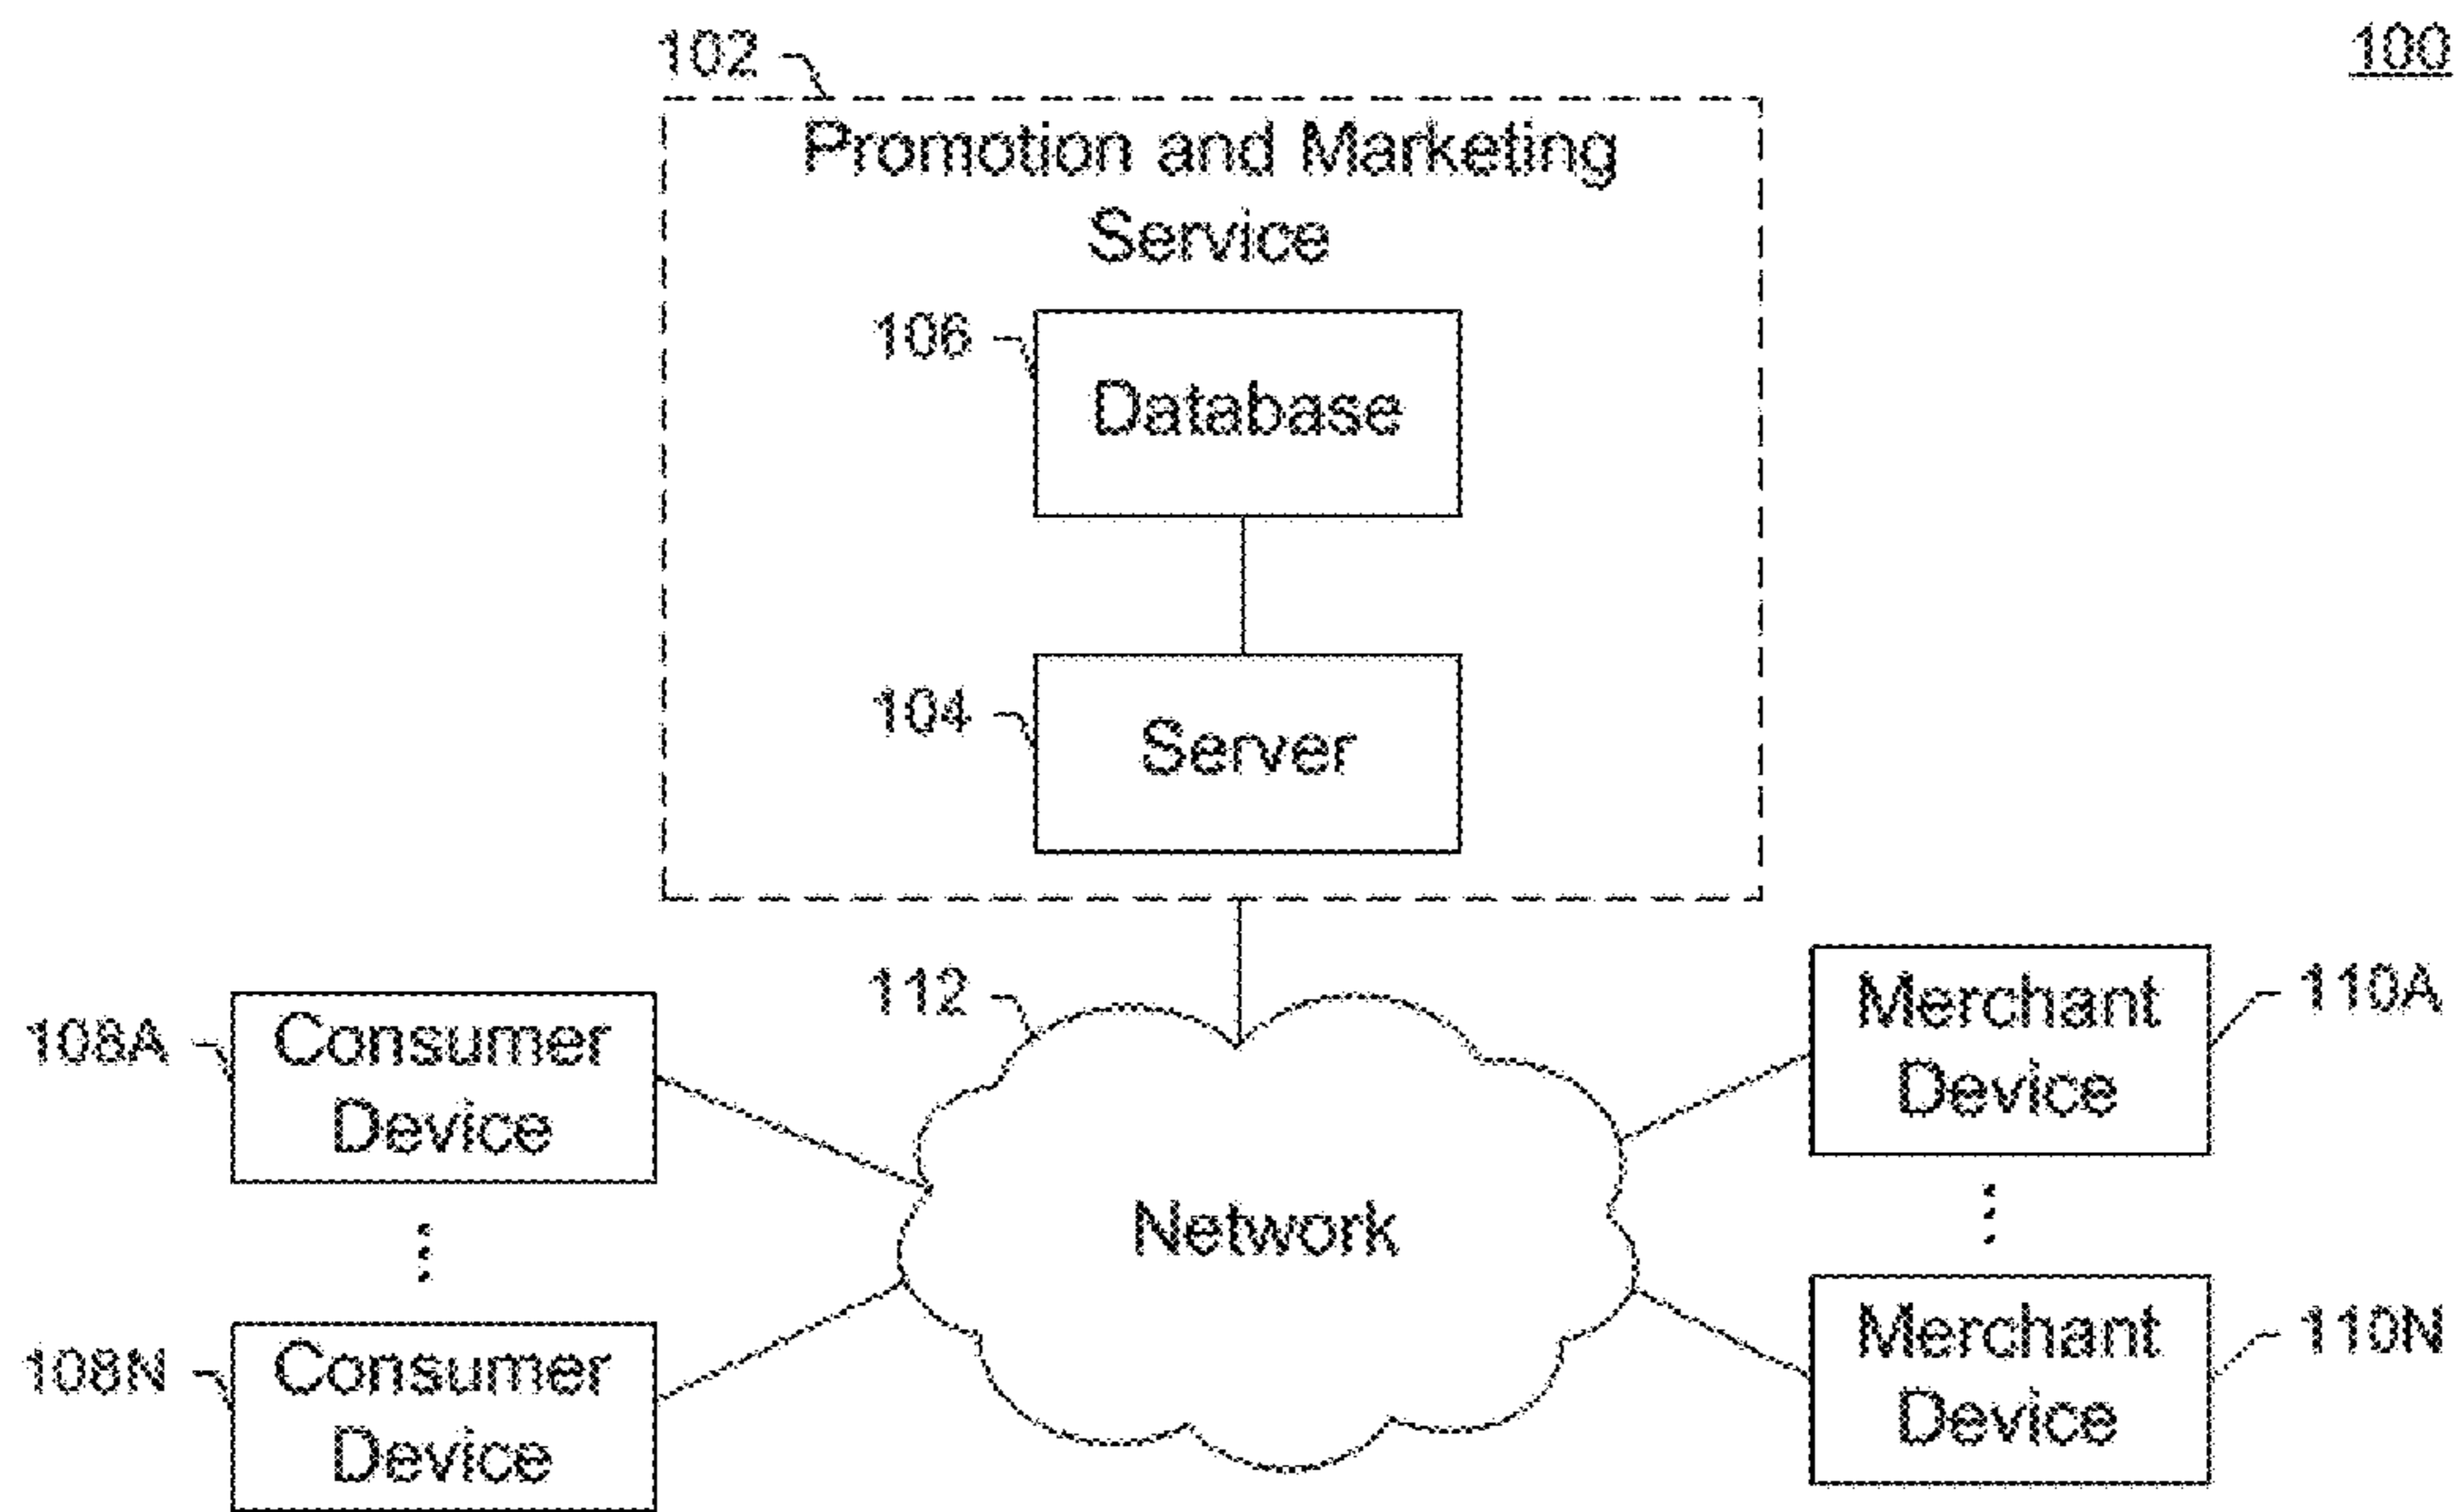 100
102
Promotion and Marketing
Service
106
Database
104
Server
112
108A
Consumer
Device
108N
Consumer
Device
Network
Merchant
Device
110A
Merchant
Device
110N